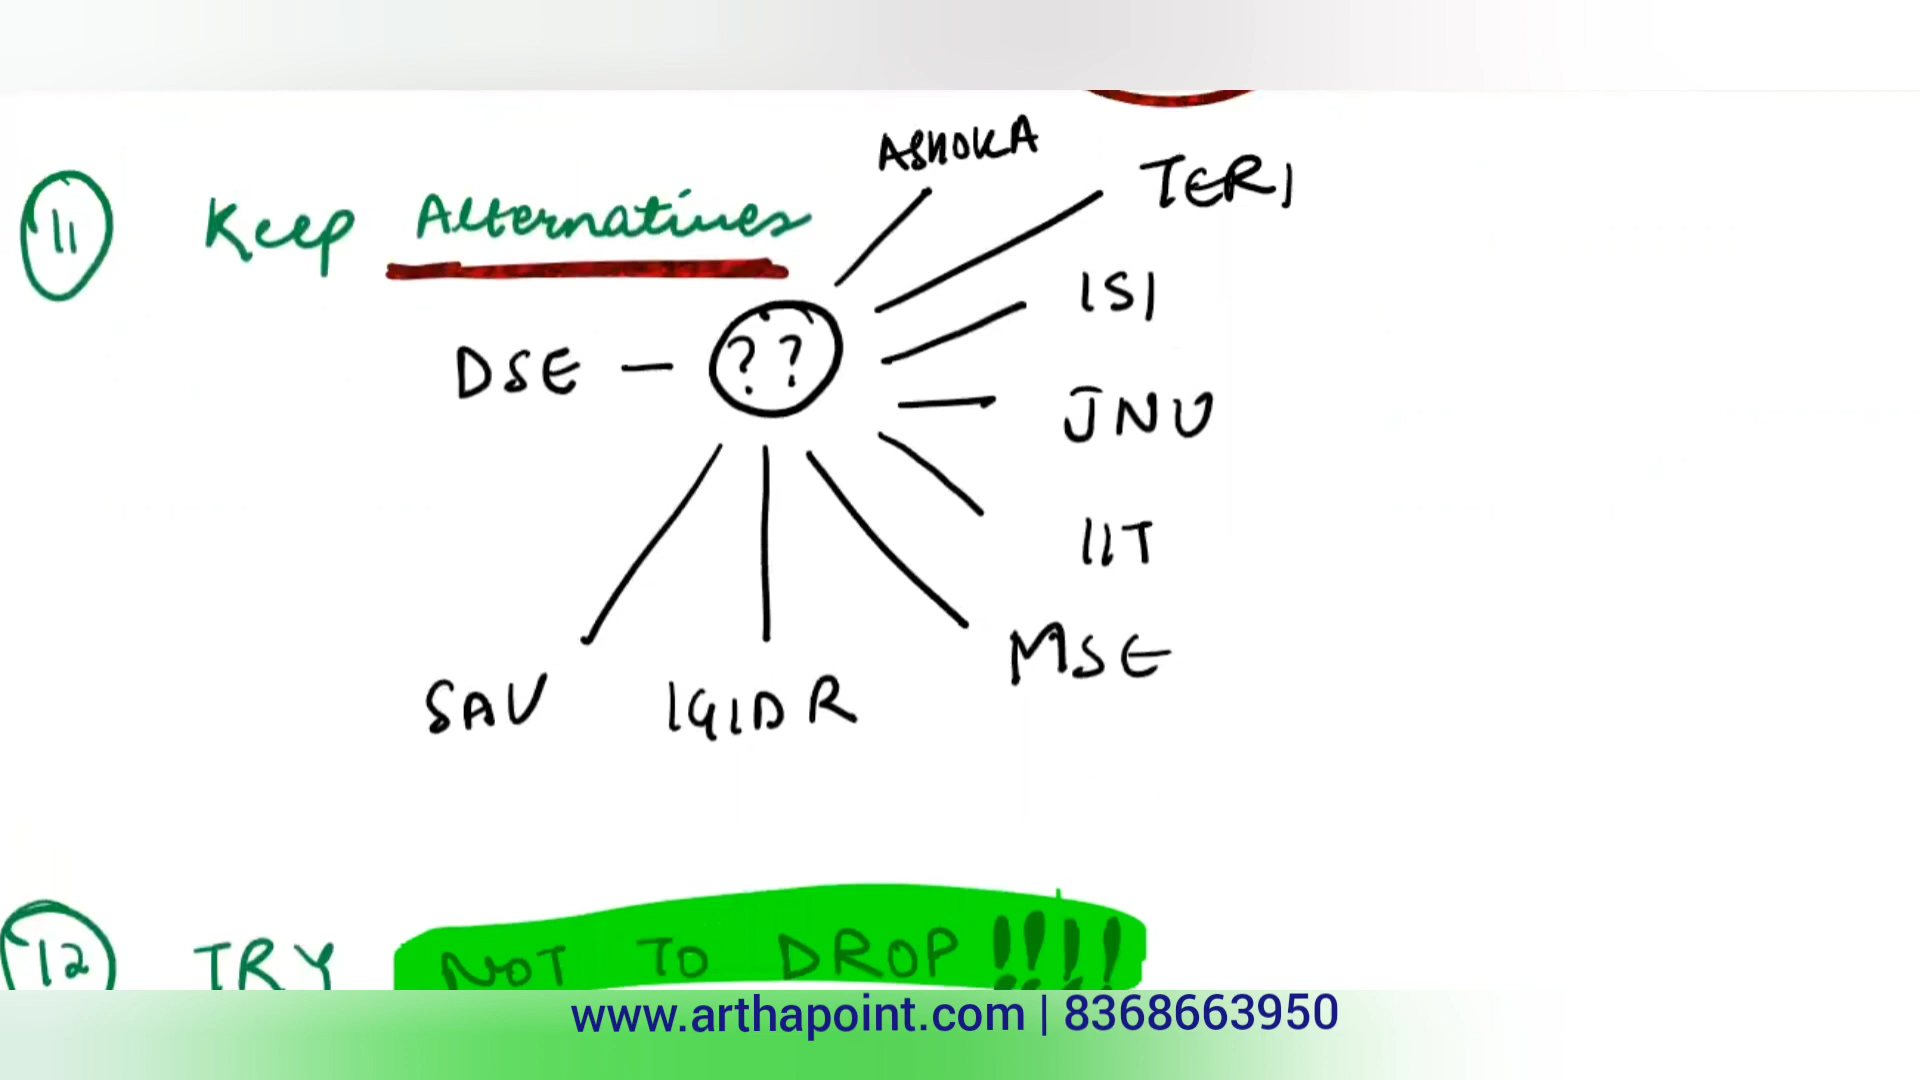 ASHOKA
TERI
11 Keep Alternatives
ISI
DSE – ??
JNU
IIT
MSE
SAU IGIDR
12 TRY NOT TO DROP !!!!
www.arthapoint.com | 8368663950